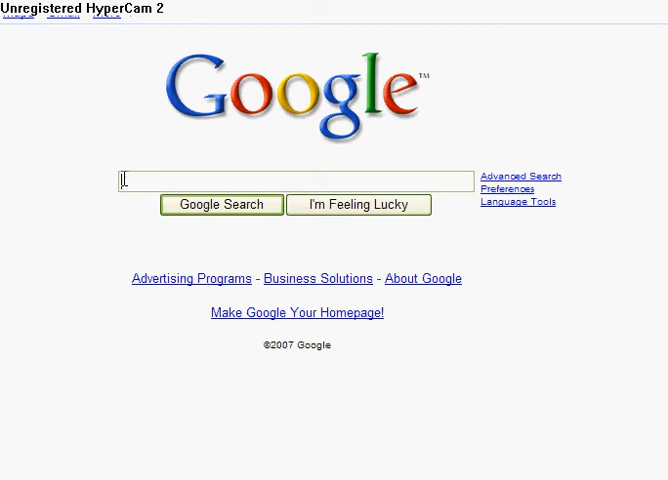 Unregistered HyperCam 2
Google™
Advanced Search
Preferences
Language Tools
Google Search
I'm Feeling Lucky
Advertising Programs - Business Solutions - About Google
Make Google Your Homepage!
©2007 Google